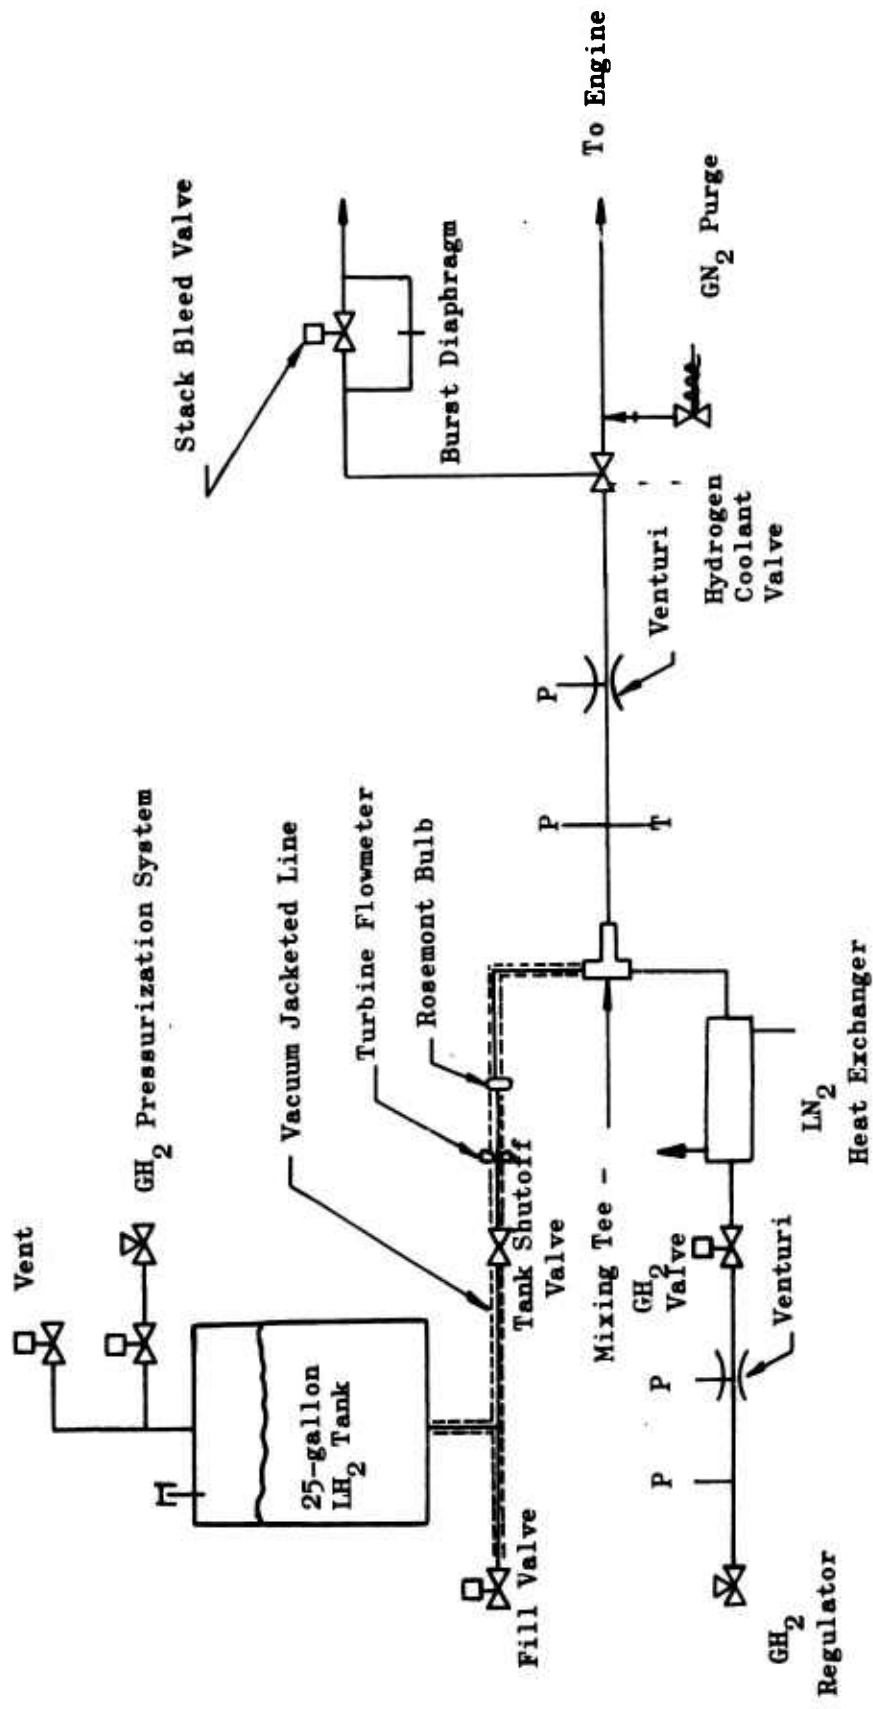 Vent
GH2 Pressurization System
25-gallon
LH2 Tank
Vacuum Jacketed Line
Turbine Flowmeter
Rosemont Bulb
Fill Valve
Tank Shutoff
Valve
Mixing Tee -
GH2
Valve
P
P
Venturi
GH2
Regulator
LN2
Heat Exchanger
P
T
P
Venturi
Hydrogen
Coolant
Valve
Stack Bleed Valve
Burst Diaphragm
GN2 Purge
To Engine